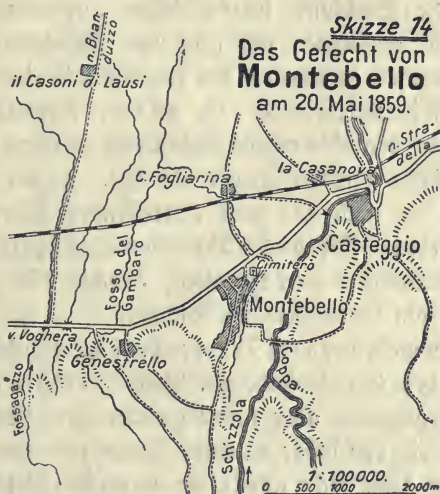 Skizze 14
Das Gefecht von
Montebello
am 20. Mai 1859.
n. Bran-
duzzo
il Casoni di Lausi
n. Stra-
della
la Casanova
C. Fogliarina
Casteggio
Fosso del
Gambaro
Cimitero
Montebello
v. Voghera
Genestrello
Fossagazzo
Schizzola
Coppa
1:100000.
0 500 1000 2000m